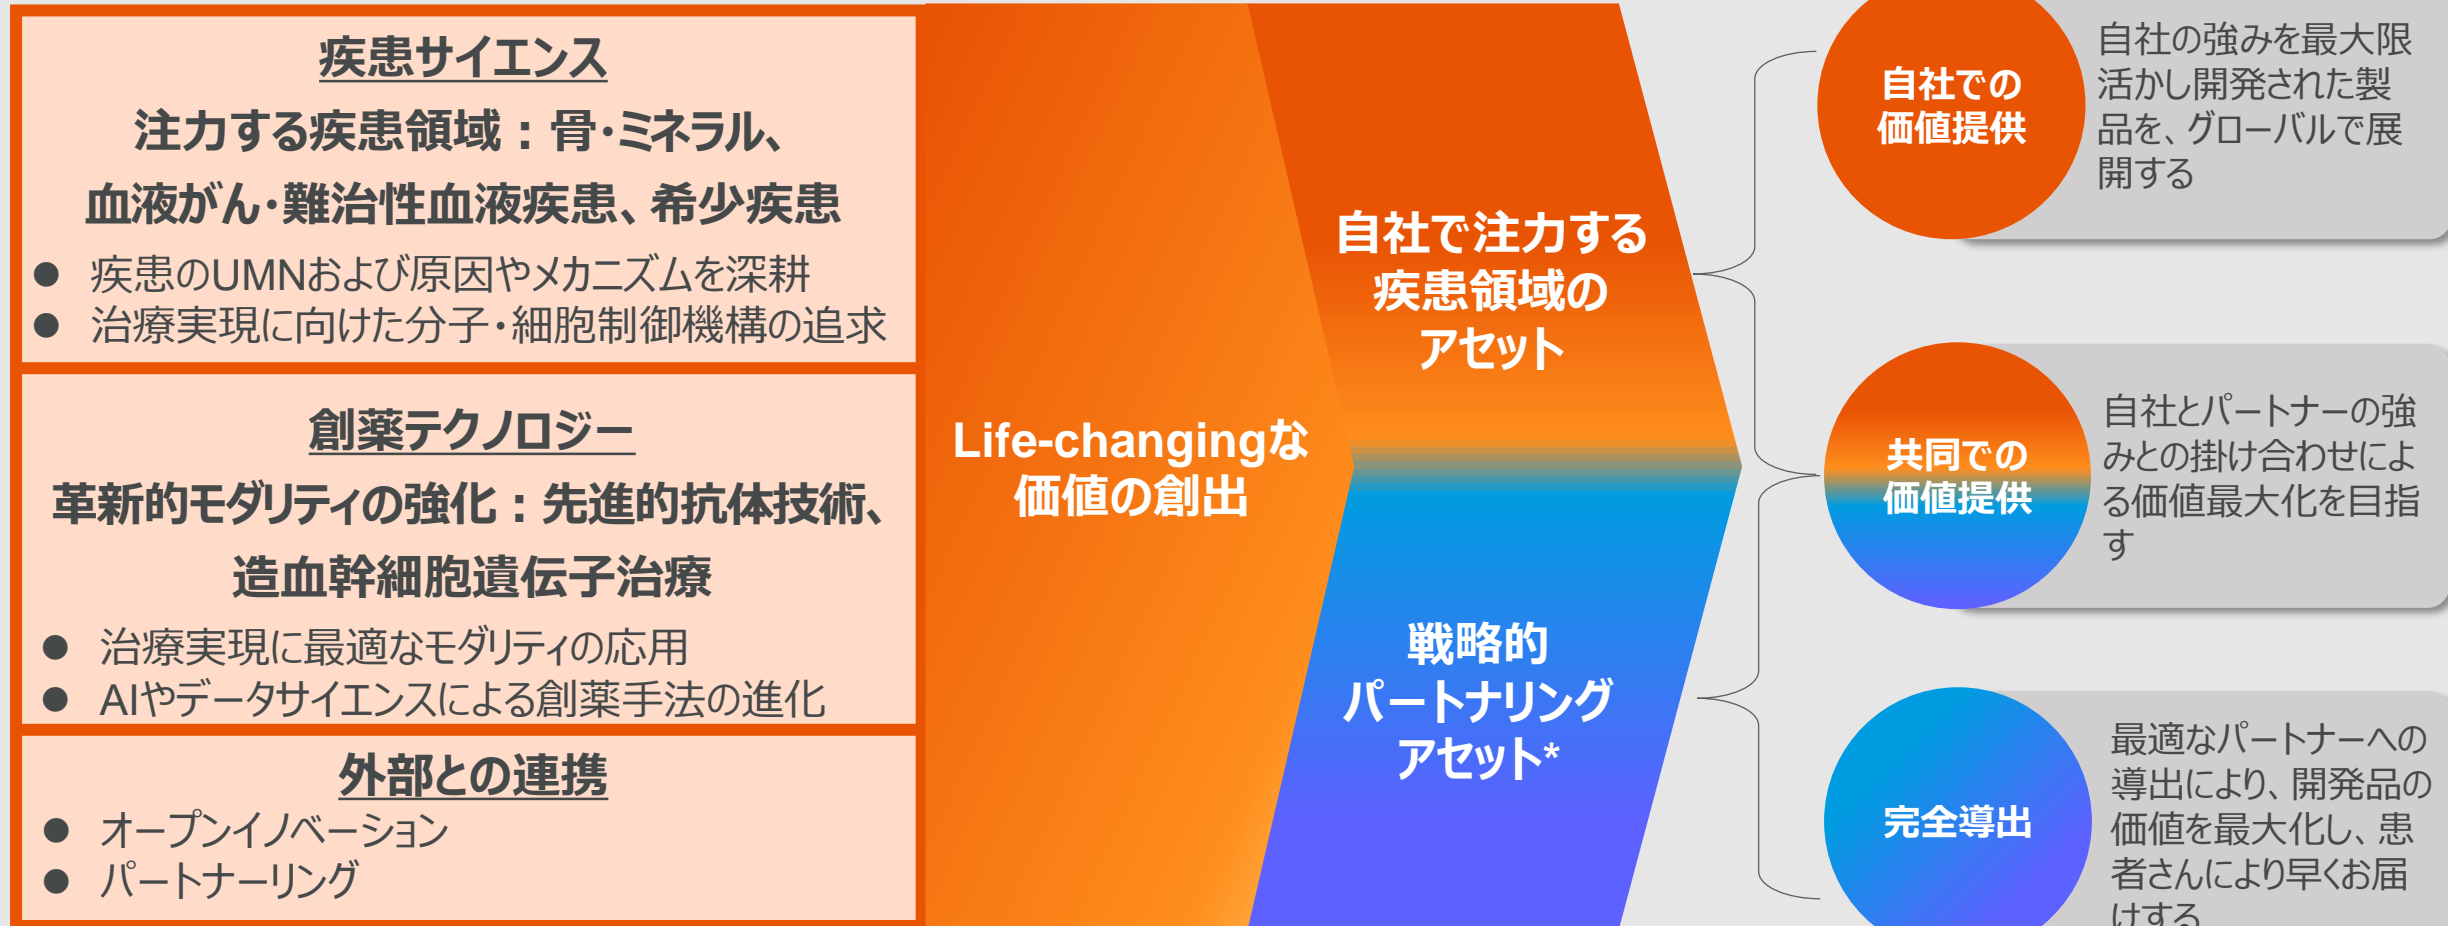 疾患サイエンス
注力する疾患領域：骨・ミネラル、
血液がん・難治性血液疾患、希少疾患
● 疾患のUMNおよび原因やメカニズムを深耕
● 治療実現に向けた分子・細胞制御機構の追求
創薬テクノロジー
革新的モダリティの強化：先進的抗体技術、
造血幹細胞遺伝子治療
● 治療実現に最適なモダリティの応用
● AIやデータサイエンスによる創薬手法の進化
外部との連携
● オープンイノベーション
● パートナーリング
Life-changingな
価値の創出
自社で注力する
疾患領域の
アセット
戦略的
パートナリング
アセット*
自社での
価値提供
自社の強みを最大限
活かし開発された製
品を、グローバルで展
開する
共同での
価値提供
自社とパートナーの強
みとの掛け合わせによ
る価値最大化を目指
す
完全導出
最適なパートナーへの
導出により、開発品の
価値を最大化し、患
者さんにより早くお届
けする